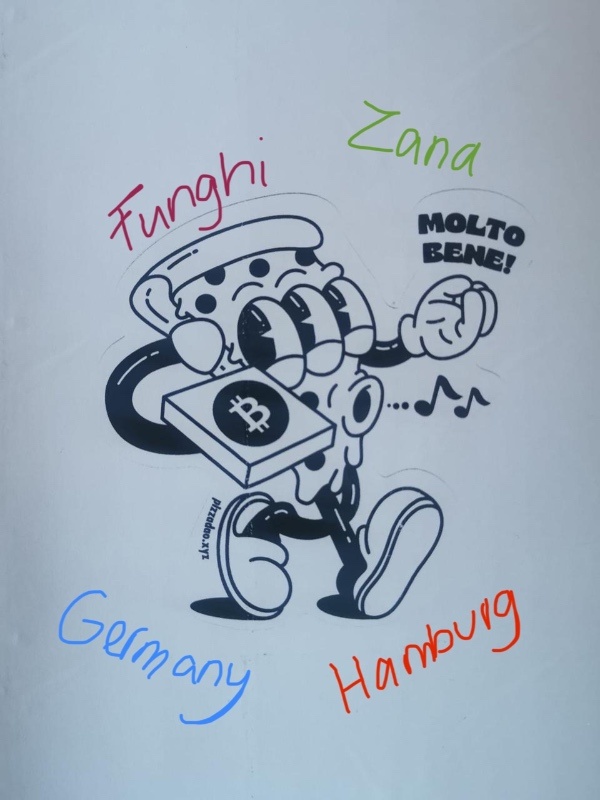 Zana
Funghi
MOLTO
BENE!
pizzadao.xyz
Germany
Hamburg